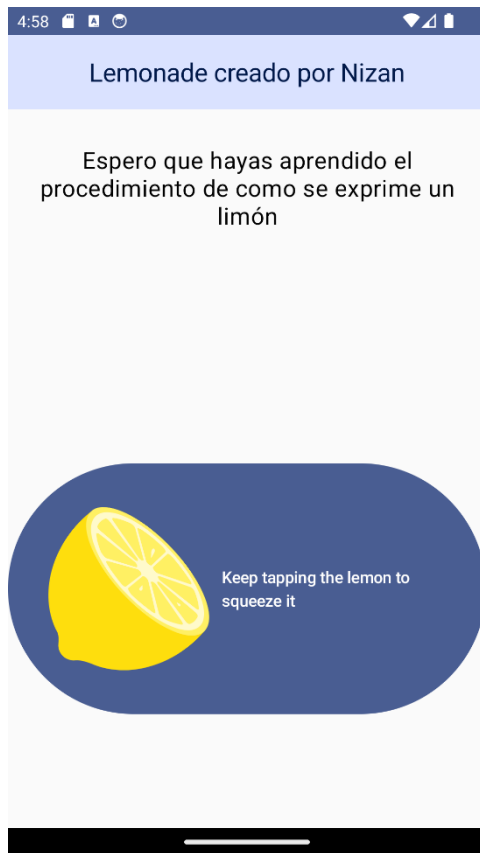 4:58
Lemonade creado por Nizan
Espero que hayas aprendido el
procedimiento de como se exprime un
limón
Keep tapping the lemon to
squeeze it